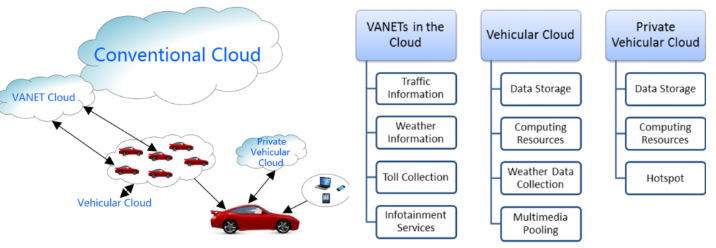 Conventional Cloud
VANET Cloud
Private
Vehicular
Cloud
Vehicular Cloud
VANETs in the
Cloud
Traffic
Information
Weather
Information
Toll Collection
Infotainment
Services
Vehicular Cloud
Data Storage
Computing
Resources
Weather Data
Collection
Multimedia
Pooling
Private
Vehicular Cloud
Data Storage
Computing
Resources
Hotspot